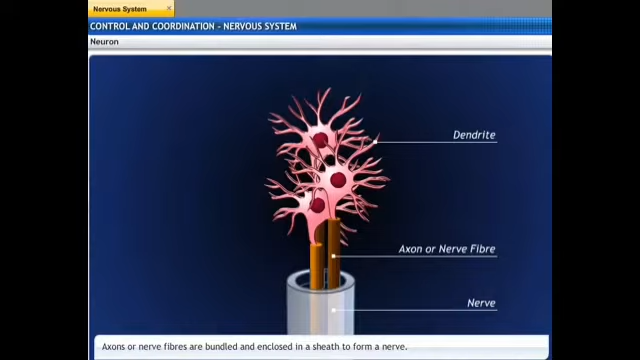 Nervous System
CONTROL AND COORDINATION - NERVOUS SYSTEM
Neuron
Dendrite
Axon or Nerve Fibre
Nerve
Axons or nerve fibres are bundled and enclosed in a sheath to form a nerve.